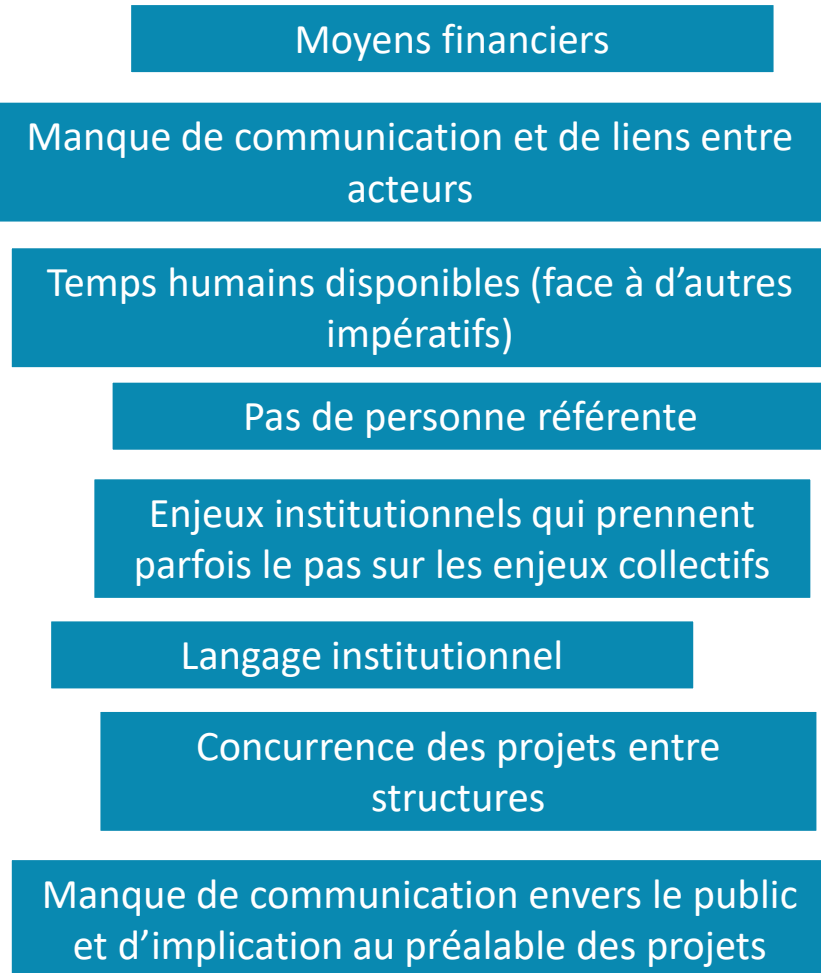 Moyens financiers
Manque de communication et de liens entre
acteurs
Temps humains disponibles (face à d’autres
impératifs)
Pas de personne référente
Enjeux institutionnels qui prennent
parfois le pas sur les enjeux collectifs
Langage institutionnel
Concurrence des projets entre
structures
Manque de communication envers le public
et d’implication au préalable des projets